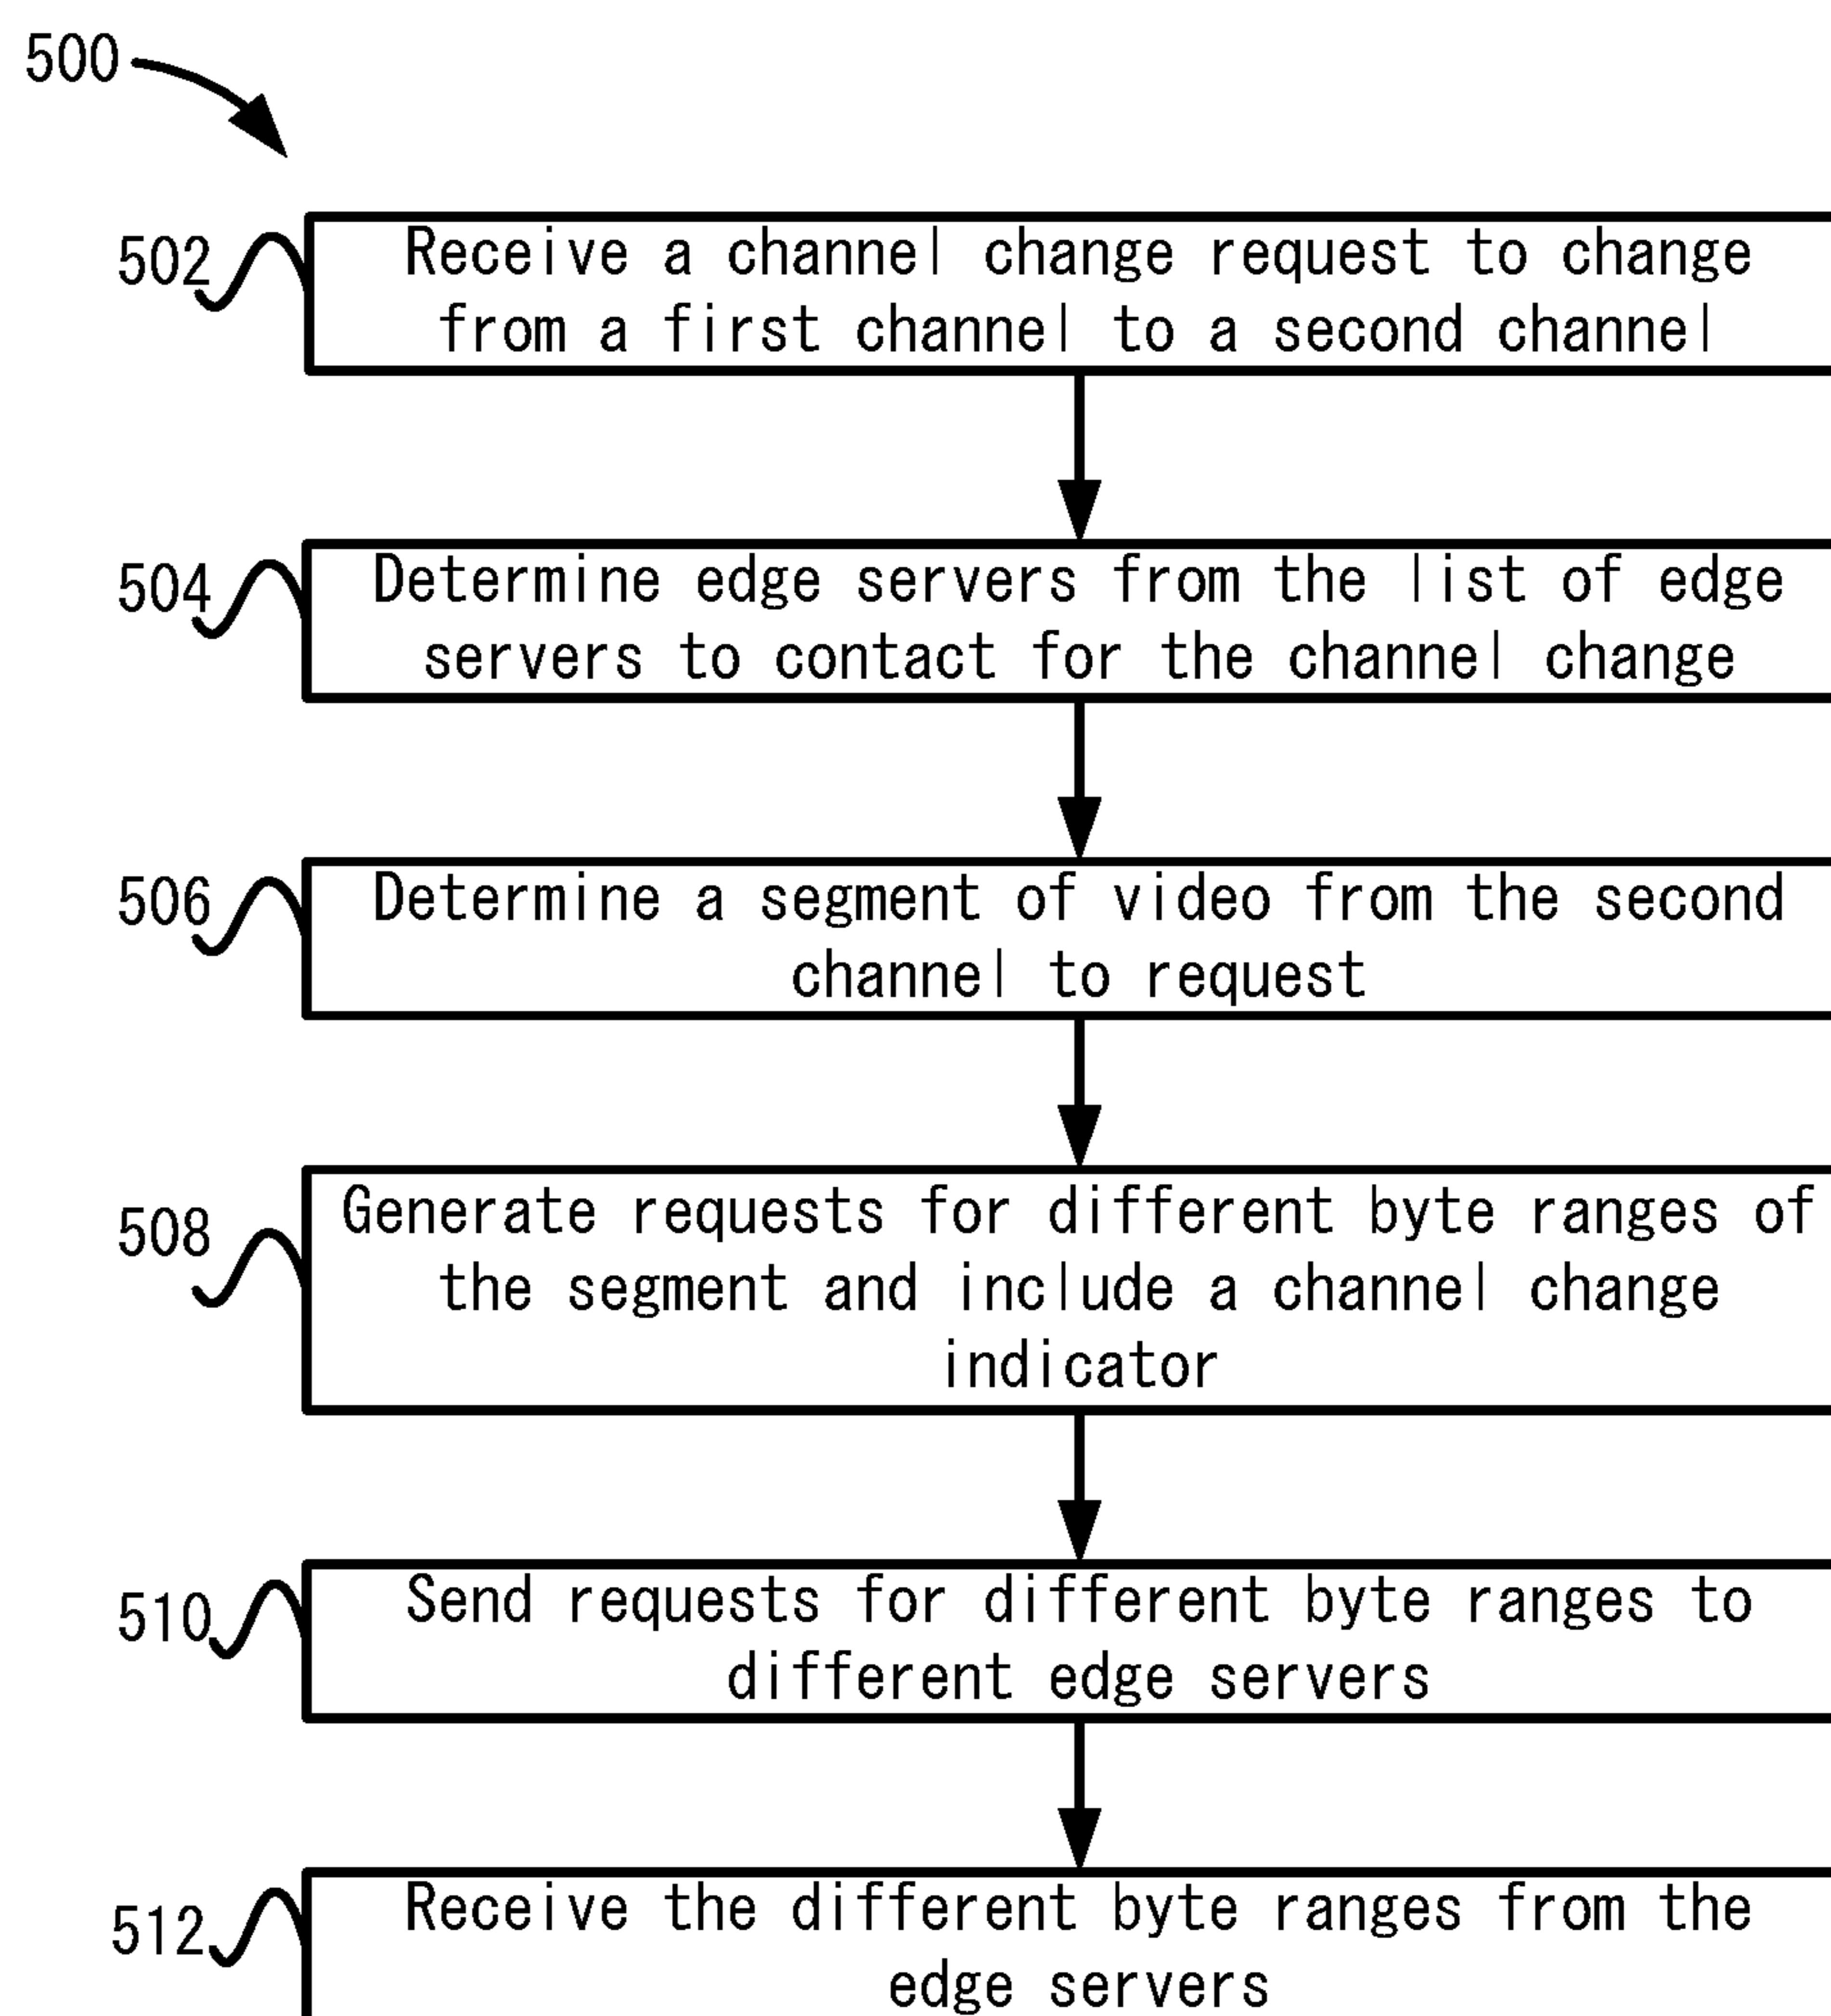 500
502
Receive a channel change request to change
from a first channel to a second channel
504
Determine edge servers from the list of edge
servers to contact for the channel change
506
Determine a segment of video from the second
channel to request
508
Generate requests for different byte ranges of
the segment and include a channel change
indicator
510
Send requests for different byte ranges to
different edge servers
512
Receive the different byte ranges from the
edge servers